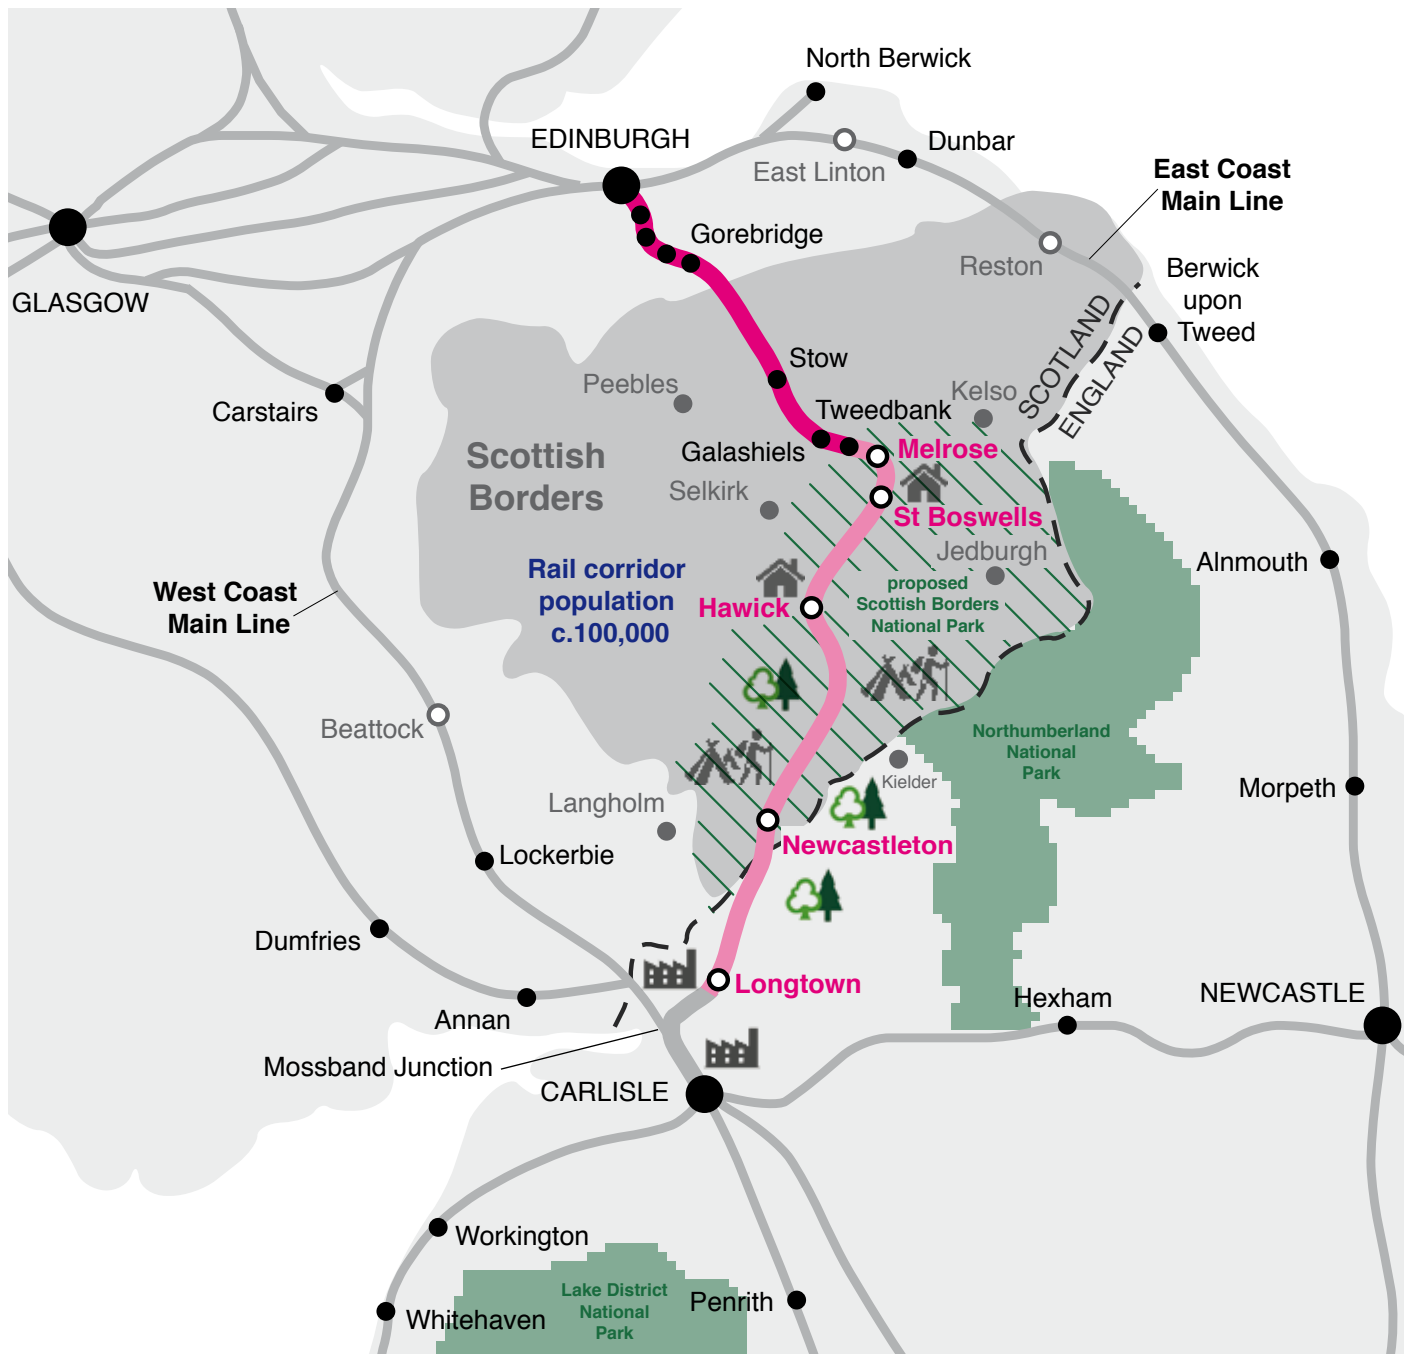 North Berwick
EDINBURGH
Dunbar
East Linton
East Coast
Main Line
Gorebridge
Reston
Berwick
upon
Tweed
GLASGOW
SCOTLAND
ENGLAND
Stow
Peebles
Kelso
Carstairs
Tweedbank
Galashiels
Melrose
Scottish
Borders
Selkirk
St Boswells
Jedburgh
Alnmouth
Rail corridor
population
c.100,000
proposed
Scottish Borders
National Park
West Coast
Main Line
Hawick
Beattock
Northumberland
National
Park
Kielder
Morpeth
Langholm
Newcastleton
Lockerbie
Dumfries
Longtown
Hexham
NEWCASTLE
Annan
Mossband Junction
CARLISLE
Workington
Lake District
National
Park
Penrith
Whitehaven